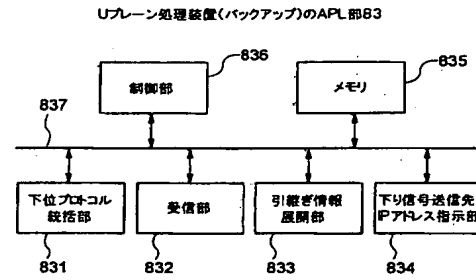 Uプレーン処理装置(バックアップ)のAPL部83
836
835
制御部
メモリ
837
下位プロトコル
統括部
受信部
引継ぎ情報
展開部
下り信号送信先
IPアドレス指示部
831
832
833
834